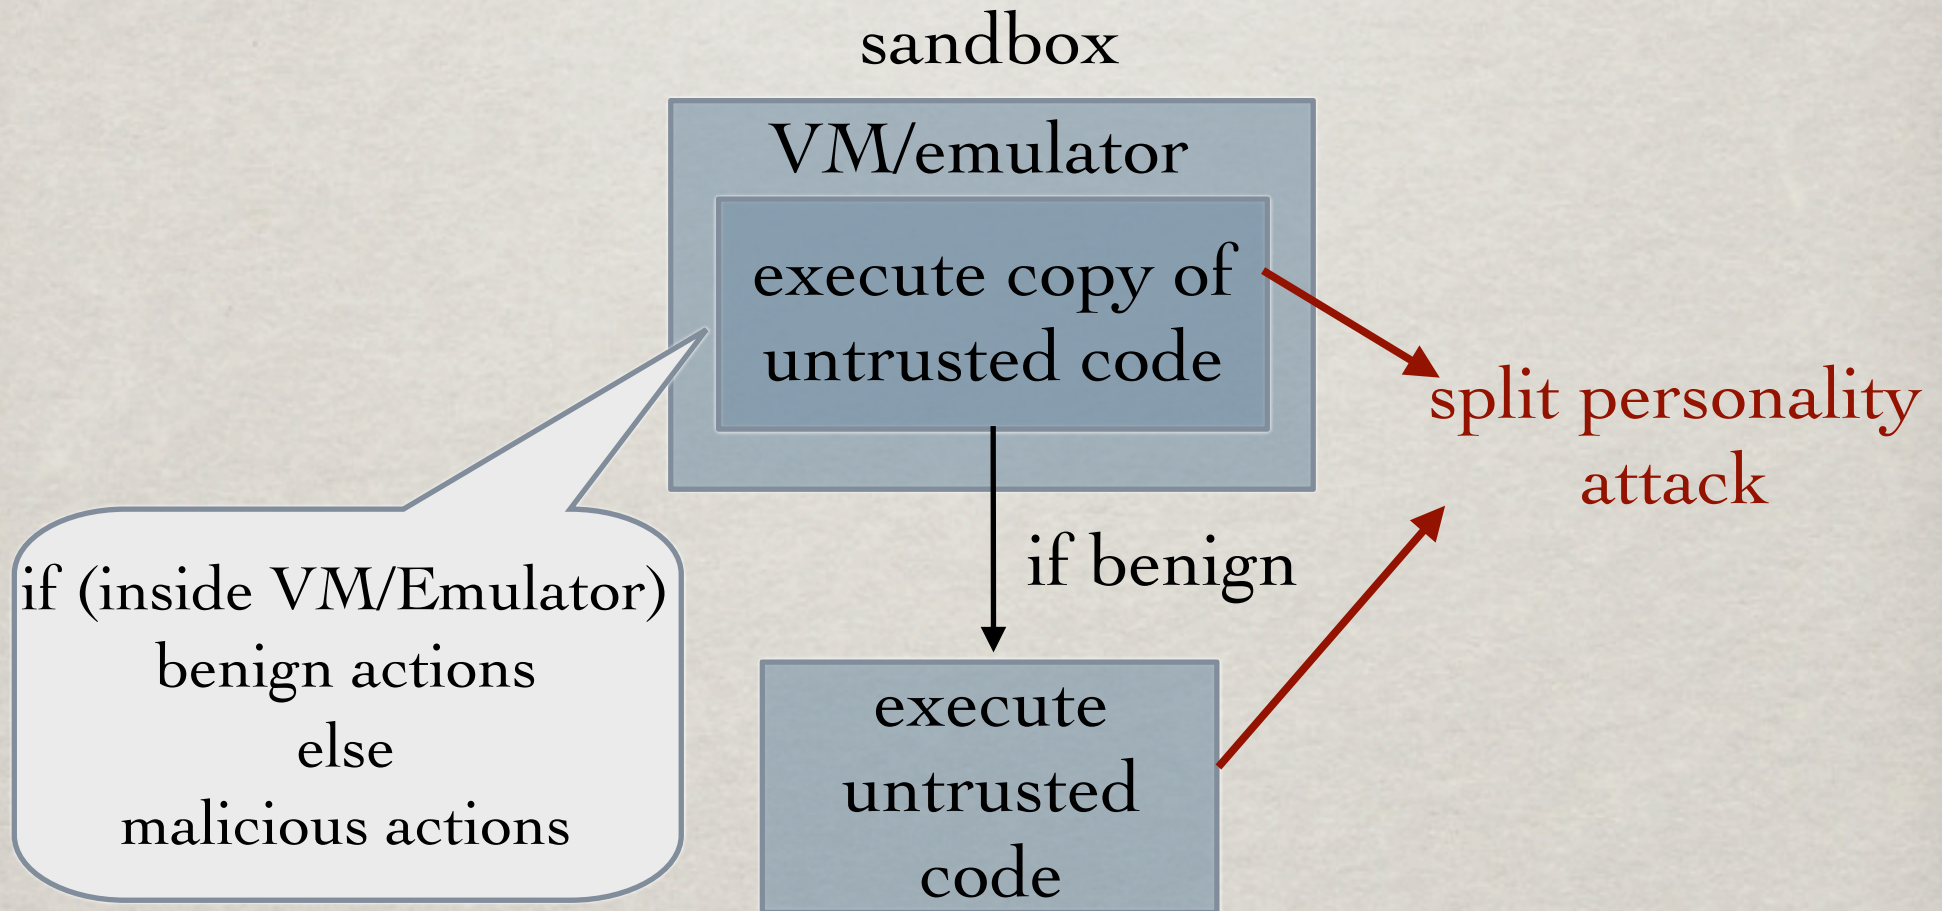 sandbox
VM/emulator
execute copy of
untrusted code
split personality
attack
if benign
if (inside VM/Emulator)
benign actions
else
malicious actions
execute
untrusted
code